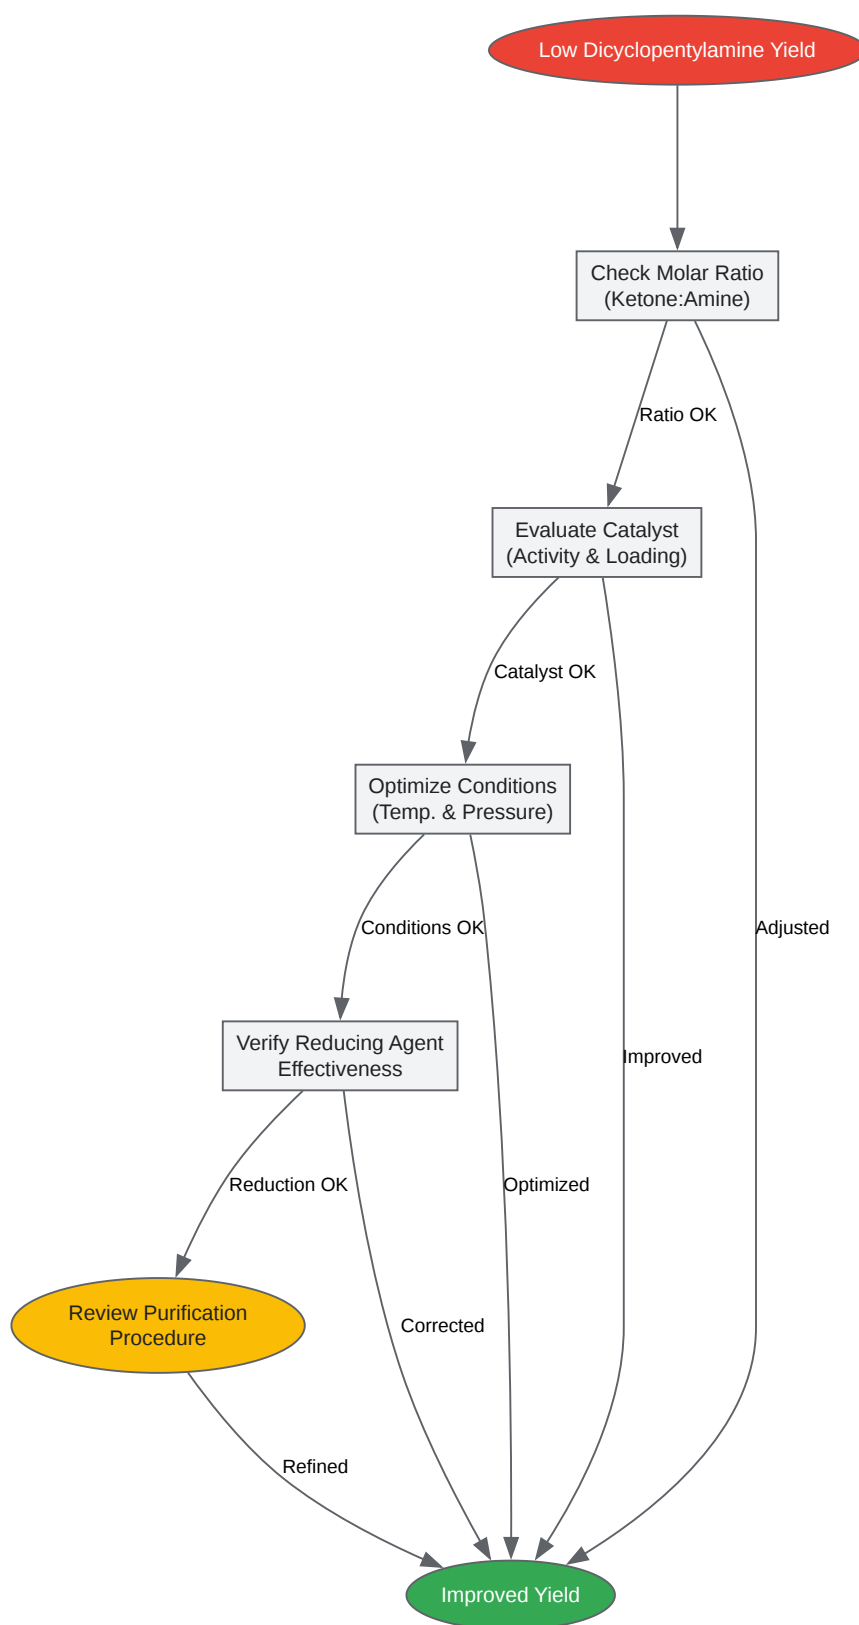 Low Dicyclopentylamine Yield
Check Molar Ratio
(Ketone:Amine)
Ratio OK
Evaluate Catalyst
(Activity & Loading)
Catalyst OK
Optimize Conditions
(Temp. & Pressure)
Conditions OK
Adjusted
Verify Reducing Agent
Effectiveness
Improved
Reduction OK
Optimized
Review Purification
Procedure
Corrected
Refined
Improved Yield